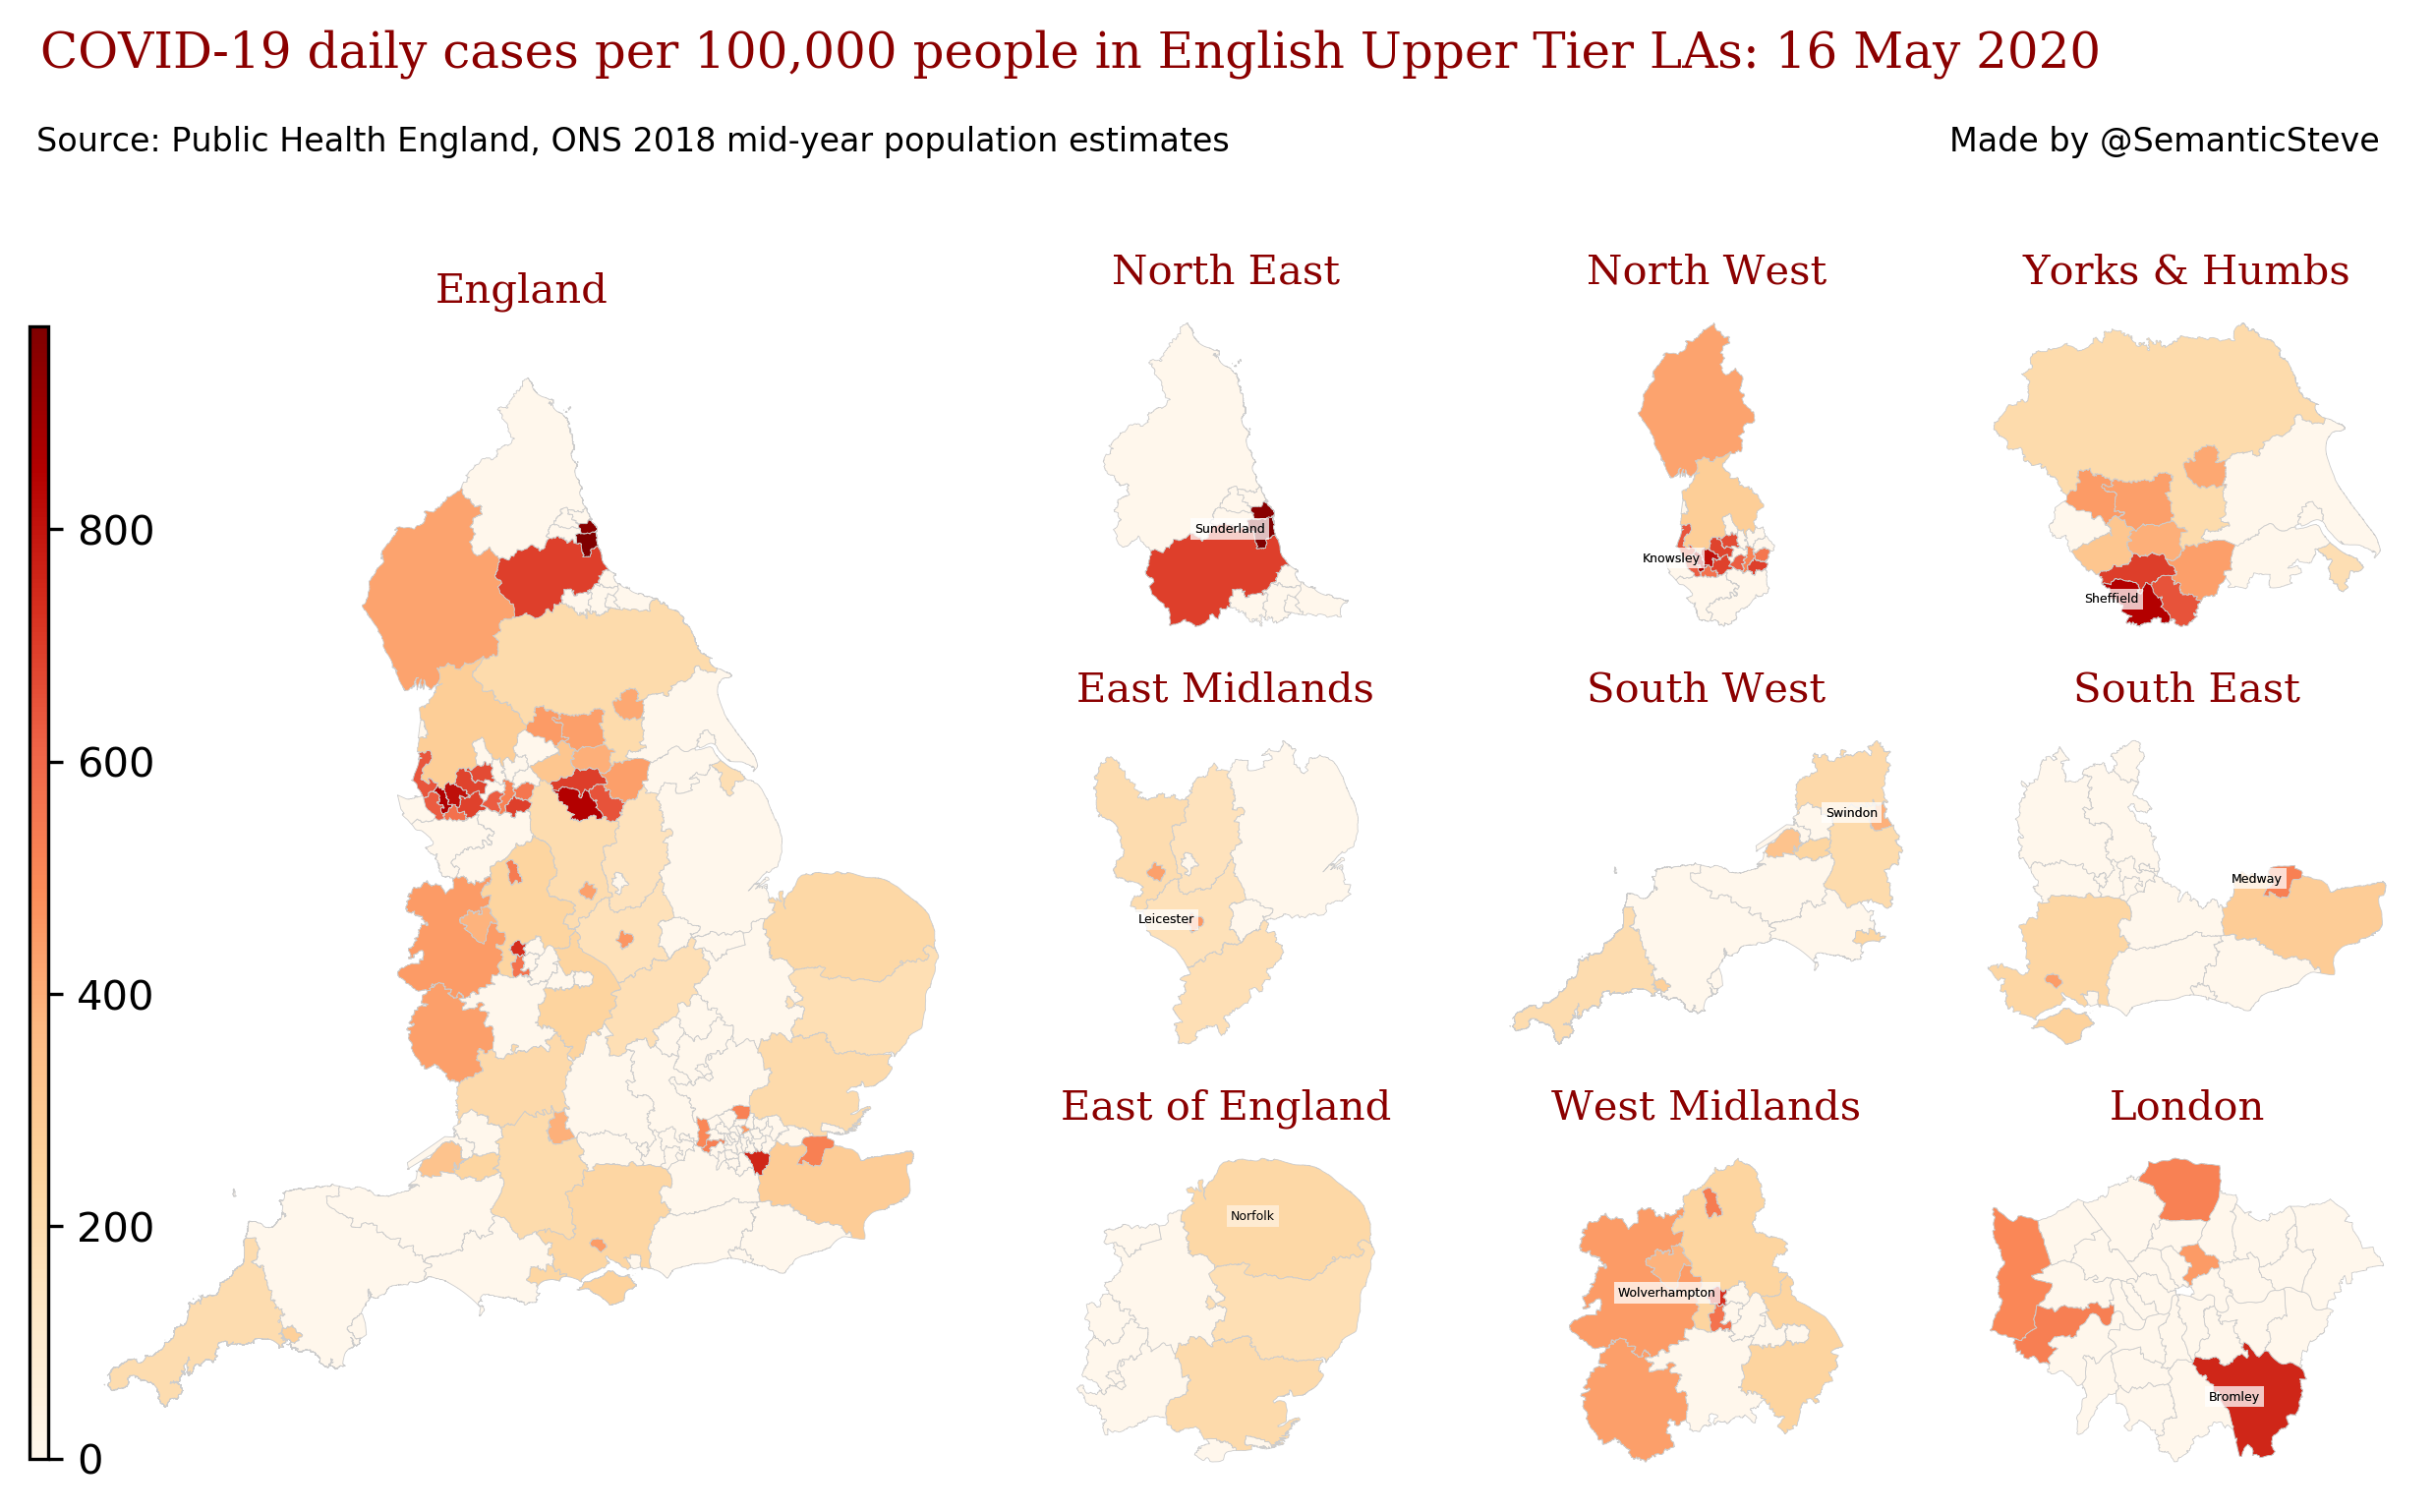 COVID-19 daily cases per 100,000 people in English Upper Tier LAs: 16 May 2020
Source: Public Health England, ONS 2018 mid-year population estimates
Made by @SemanticSteve
England
800
600
400
200
0
North East
Sunderland
North West
Knowsley
Yorks & Humbs
Sheffield
East Midlands
Leicester
South West
Swindon
South East
Medway
East of England
Norfolk
West Midlands
Wolverhampton
London
Bromley